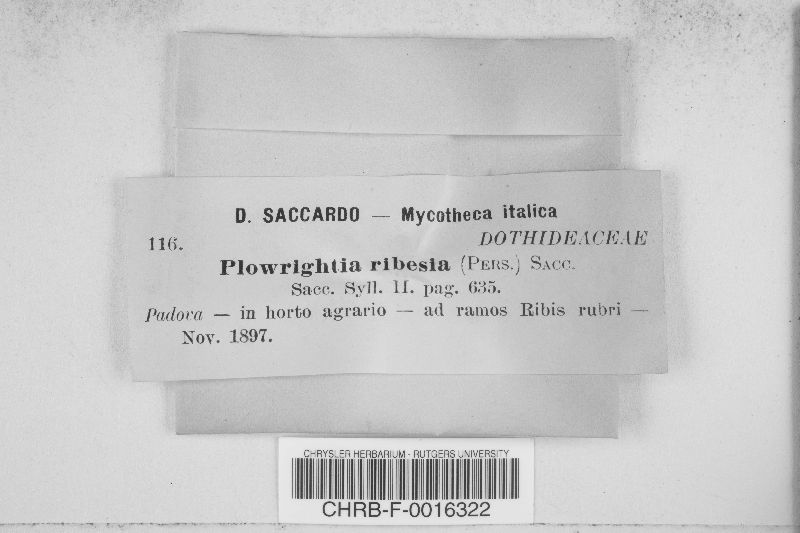 D. SACCARDO — Mycotheca italica
116. DOTHIDEACEAE
Plowrightia ribesia (PERS.) SACC.
Sacc. Syll. II. pag. 635.
Padova — in horto agrario — ad ramos Ribis rubri —
Nov. 1897.
CHRYSLER HERBARIUM - RUTGERS UNIVERSITY
CHRB-F-0016322